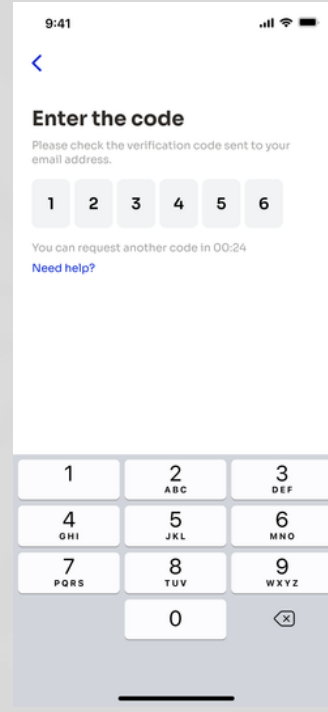 9:41
Enter the code
Please check the verification code sent to your
email address.
1 2 3 4 5 6
You can request another code in 00:24
Need help?
1 2 3
ABC DEF
4 5 6
GHI JKL MNO
7 8 9
PQRS TUV WXYZ
0